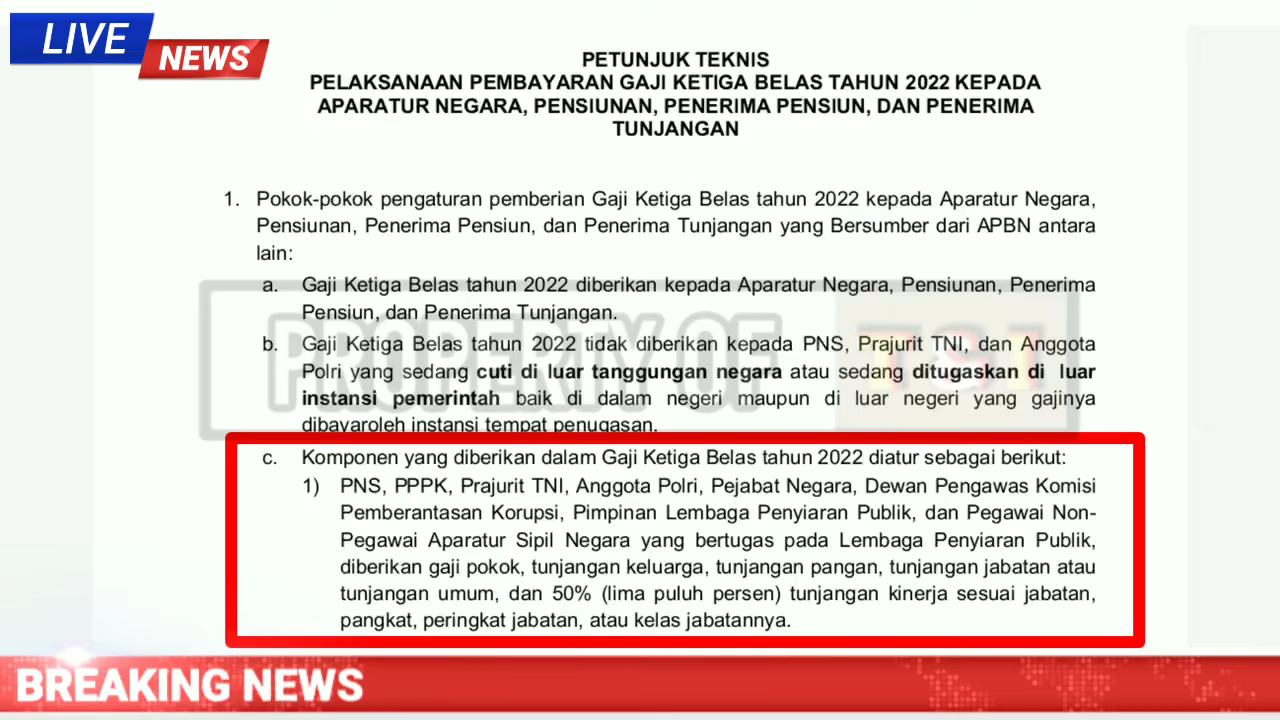 LIVE
NEWS
PETUNJUK TEKNIS
PELAKSANAAN PEMBAYARAN GAJI KETIGA BELAS TAHUN 2022 KEPADA
APARATUR NEGARA, PENSIUNAN, PENERIMA PENSIUN, DAN PENERIMA
TUNJANGAN
1. Pokok-pokok pengaturan pemberian Gaji Ketiga Belas tahun 2022 kepada Aparatur Negara,
Pensiunan, Penerima Pensiun, dan Penerima Tunjangan yang Bersumber dari APBN antara
lain:
a. Gaji Ketiga Belas tahun 2022 diberikan kepada Aparatur Negara, Pensiunan, Penerima
Pensiun, dan Penerima Tunjangan.
PROPERTY OF TSI
b. Gaji Ketiga Belas tahun 2022 tidak diberikan kepada PNS, Prajurit TNI, dan Anggota
Polri yang sedang cuti di luar tanggungan negara atau sedang ditugaskan di luar
instansi pemerintah baik di dalam negeri maupun di luar negeri yang gajinya
dibayaroleh instansi tempat penugasan.
c. Komponen yang diberikan dalam Gaji Ketiga Belas tahun 2022 diatur sebagai berikut:
1) PNS, PPPK, Prajurit TNI, Anggota Polri, Pejabat Negara, Dewan Pengawas Komisi
Pemberantasan Korupsi, Pimpinan Lembaga Penyiaran Publik, dan Pegawai Non-
Pegawai Aparatur Sipil Negara yang bertugas pada Lembaga Penyiaran Publik,
diberikan gaji pokok, tunjangan keluarga, tunjangan pangan, tunjangan jabatan atau
tunjangan umum, dan 50% (lima puluh persen) tunjangan kinerja sesuai jabatan,
pangkat, peringkat jabatan, atau kelas jabatannya.
BREAKING NEWS